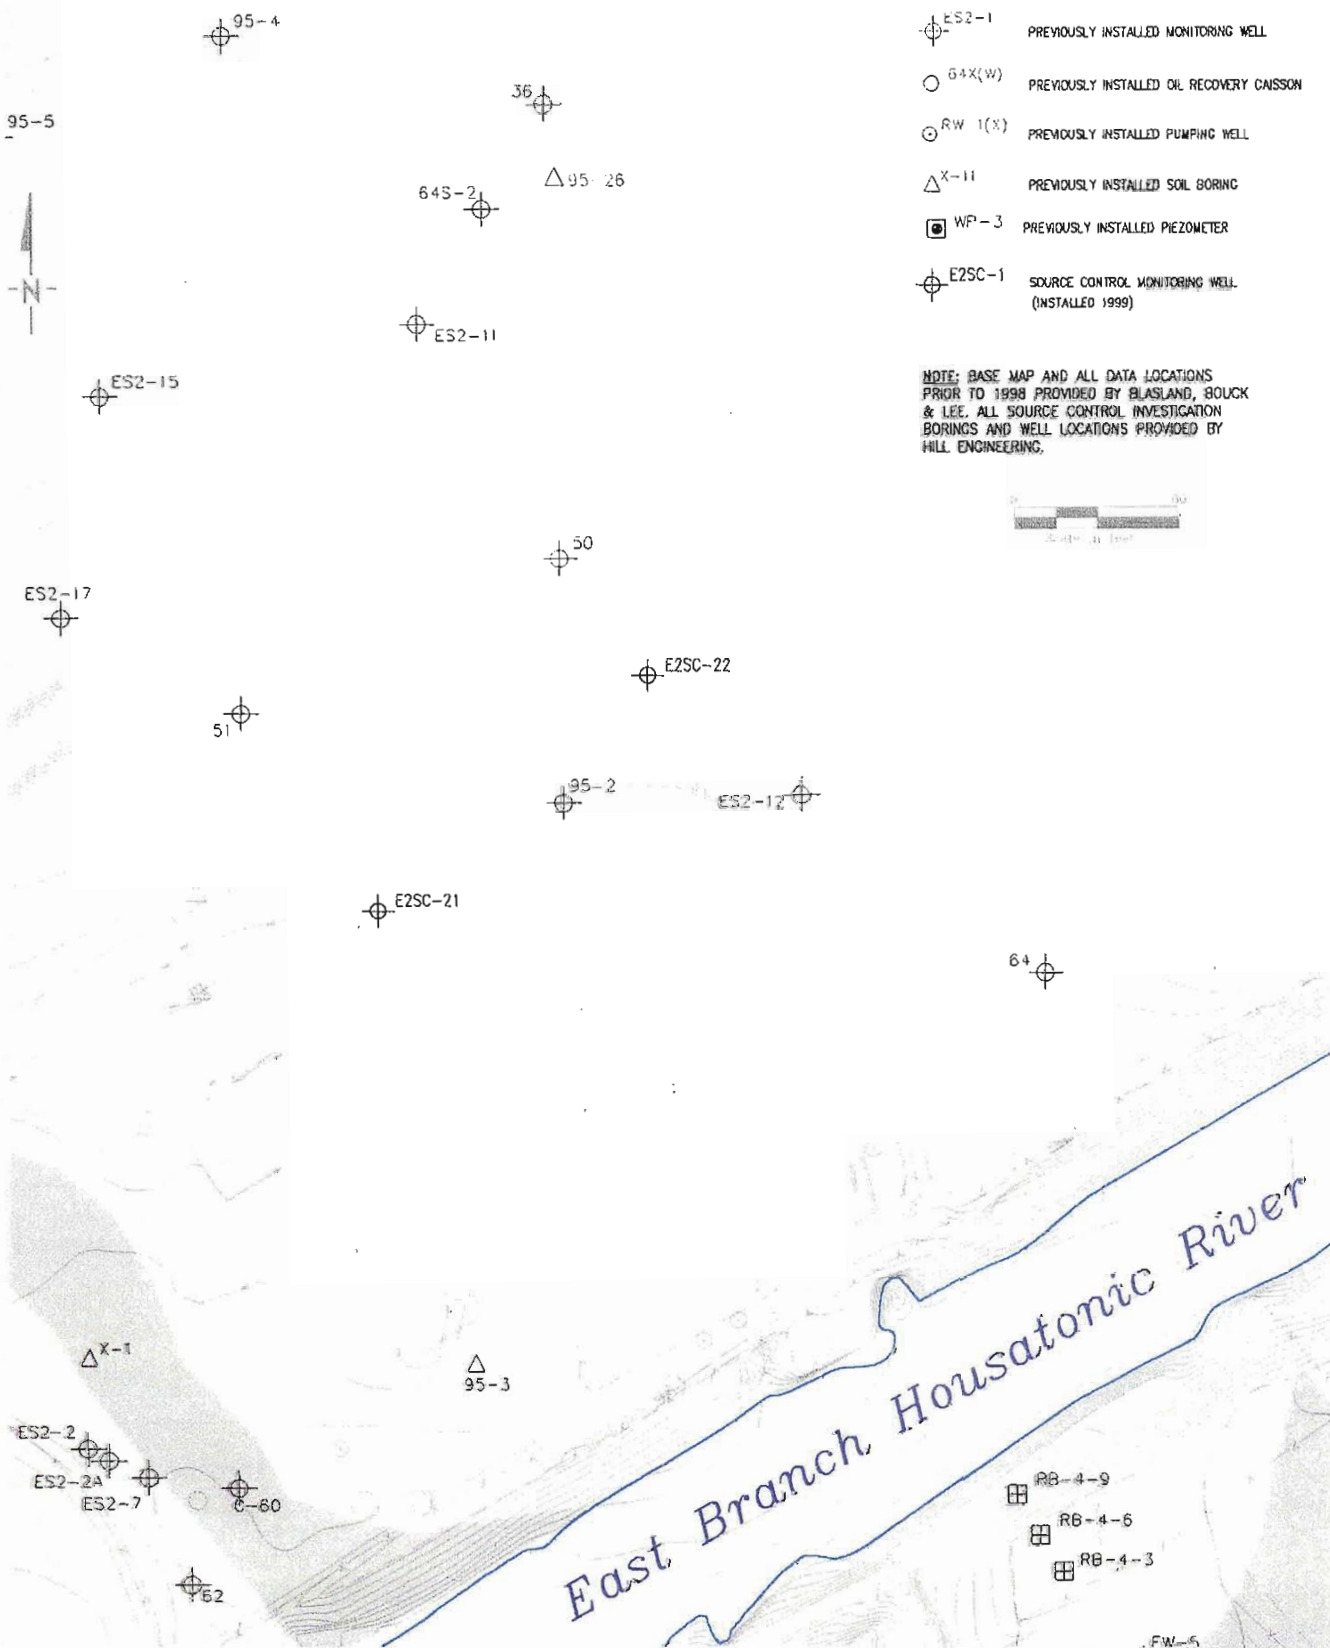 95-4
ES2-1 PREVIOUSLY INSTALLED MONITORING WELL
36
64X(W) PREVIOUSLY INSTALLED OIL RECOVERY CAISSON
95-5
RW-1(X) PREVIOUSLY INSTALLED PUMPING WELL
95-26
X-11 PREVIOUSLY INSTALLED SOIL BORING
64S-2
WP-3 PREVIOUSLY INSTALLED PIEZOMETER
-N-
E2SC-1 SOURCE CONTROL MONITORING WELL
(INSTALLED 1999)
ES2-11
ES2-15
NOTE: BASE MAP AND ALL DATA LOCATIONS
PRIOR TO 1998 PROVIDED BY BLASLAND, BOUCK
& LEE. ALL SOURCE CONTROL INVESTIGATION
BORINGS AND WELL LOCATIONS PROVIDED BY
HILL ENGINEERING.
0
Scale in feet
50
ES2-17
E2SC-22
51
95-2
ES2-12
E2SC-21
64
East Branch Housatonic River
X-1
95-3
ES2-2
ES2-2A
ES2-7
C-60
RB-4-9
RB-4-6
RB-4-3
62